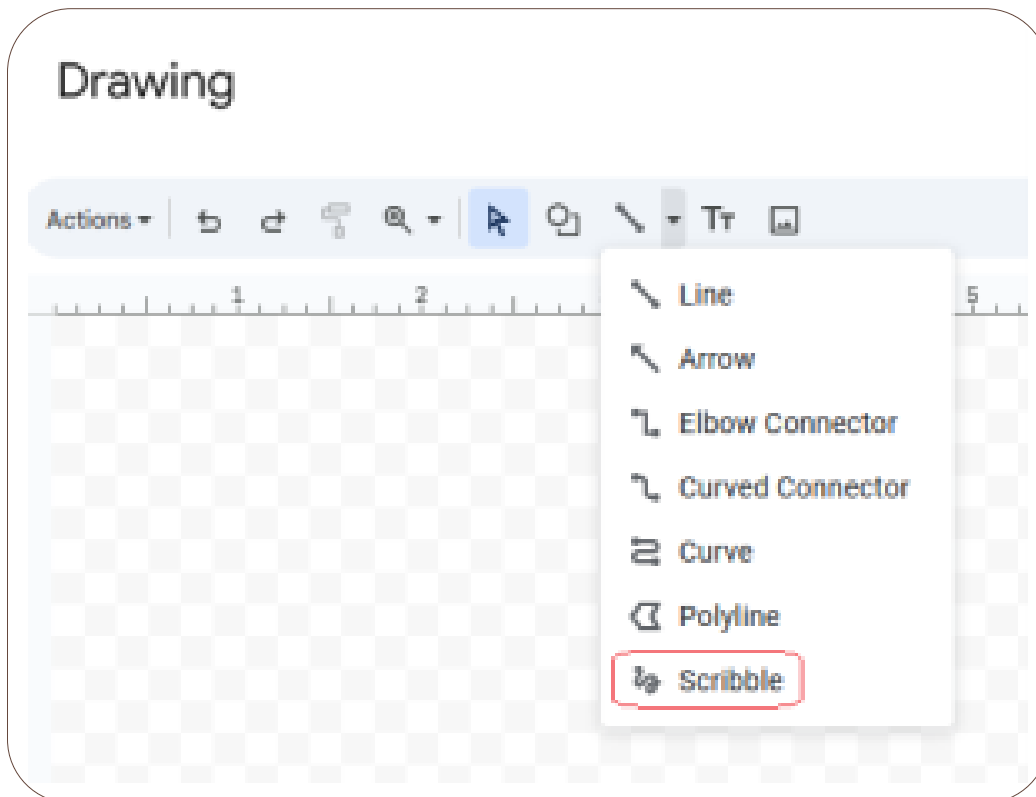 Drawing
Actions
1 2 5
Line
Arrow
Elbow Connector
Curved Connector
Curve
Polyline
Scribble